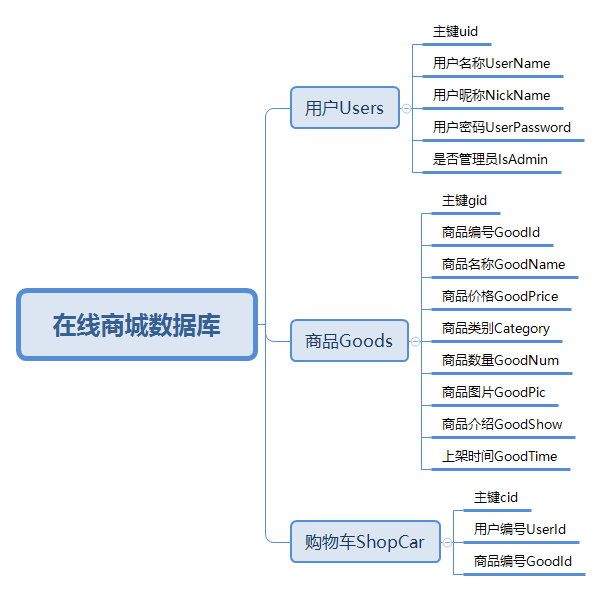 在线商城数据库
用户Users
主键uid
用户名称UserName
用户昵称NickName
用户密码UserPassword
是否管理员IsAdmin
商品Goods
主键gid
商品编号GoodId
商品名称GoodName
商品价格GoodPrice
商品类别Category
商品数量GoodNum
商品图片GoodPic
商品介绍GoodShow
上架时间GoodTime
购物车ShopCar
主键cid
用户编号UserId
商品编号GoodId